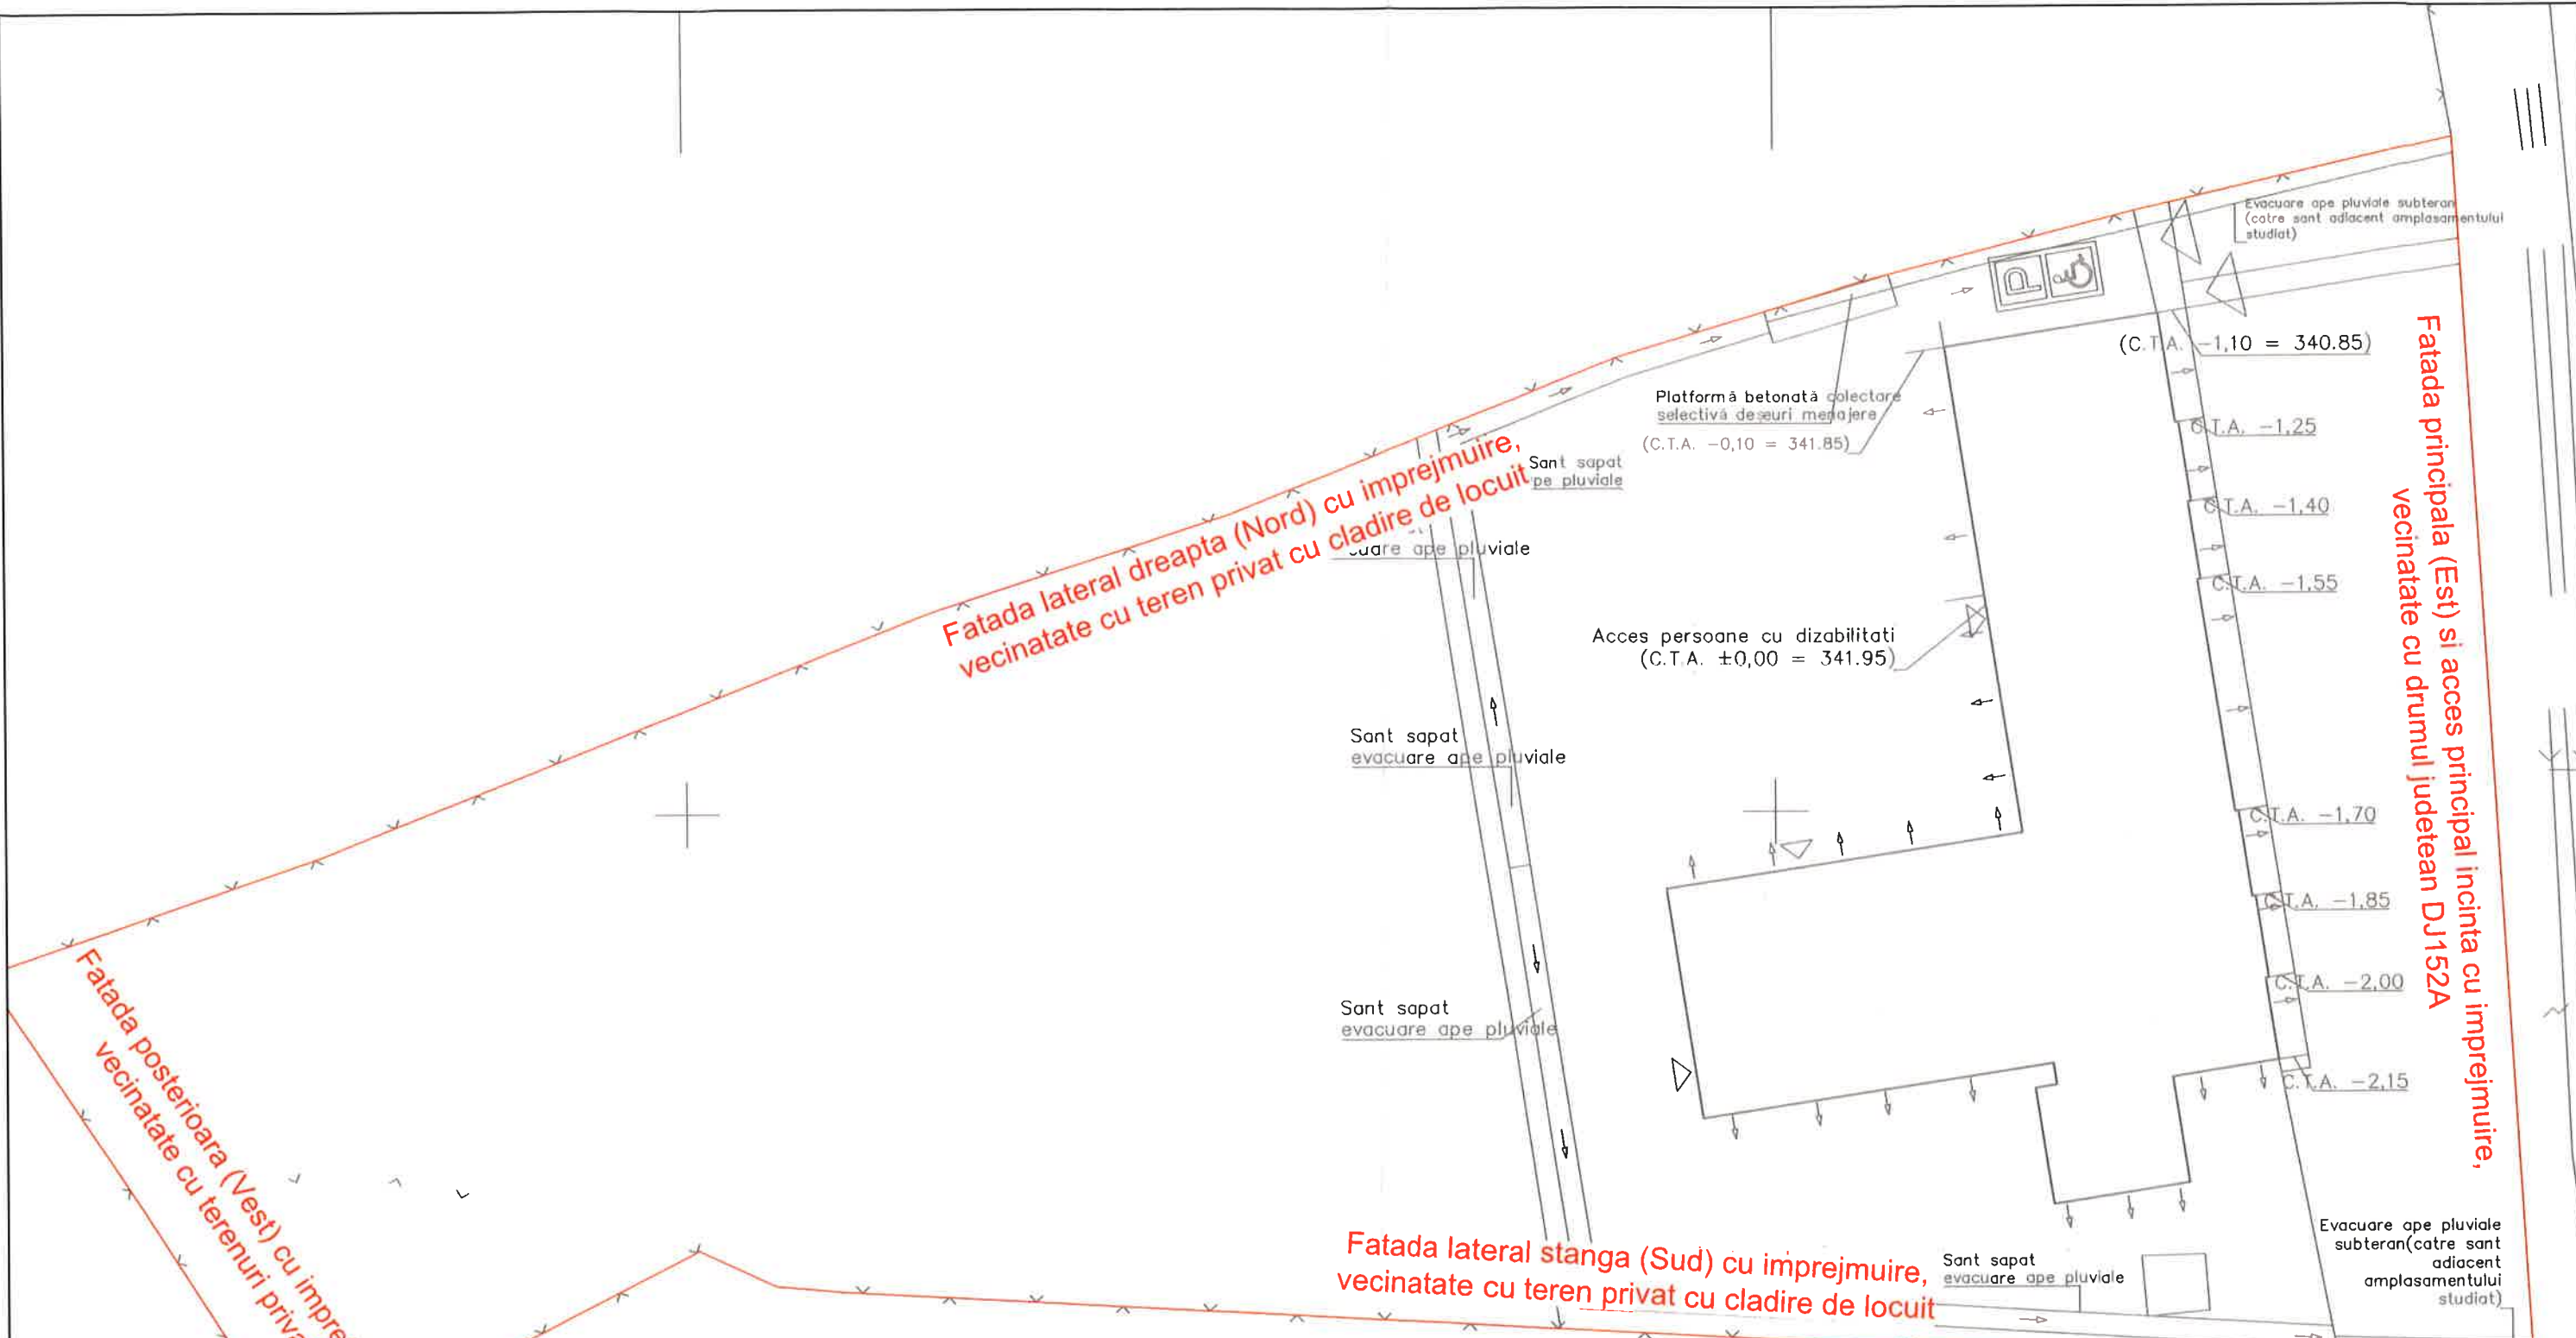 Evacuare ape pluviale subteran
(catre sant adiacent amplasamentului
studiat)
P
(C.T.A. -1,10 = 340.85)
Platformă betonată colectare
selectivă deșeuri menajere
(C.T.A. -0,10 = 341.85)
C.T.A. -1,25
Fatada lateral dreapta (Nord) cu imprejmuire,
vecinatate cu teren privat cu cladire de locuit
Sant sapat
pe pluviale
C.T.A. -1,40
ape pluviale
C.T.A. -1,55
Acces persoane cu dizabilitati
(C.T.A. ±0,00 = 341.95)
Fatada principala (Est) si acces principal incinta cu imprejmuire,
vecinatate cu drumul judetean DJ152A
Sant sapat
evacuare ape pluviale
C.T.A. -1,70
C.T.A. -1,85
C.T.A. -2,00
Sant sapat
evacuare ape pluviale
C.T.A. -2,15
Fatada posterioara (Vest) cu
vecinatate cu terenuri
Fatada lateral stanga (Sud) cu imprejmuire,
vecinatate cu teren privat cu cladire de locuit
Sant sapat
evacuare ape pluviale
Evacuare ape pluviale
subteran(catre sant
adiacent
amplasamentului
studiat)